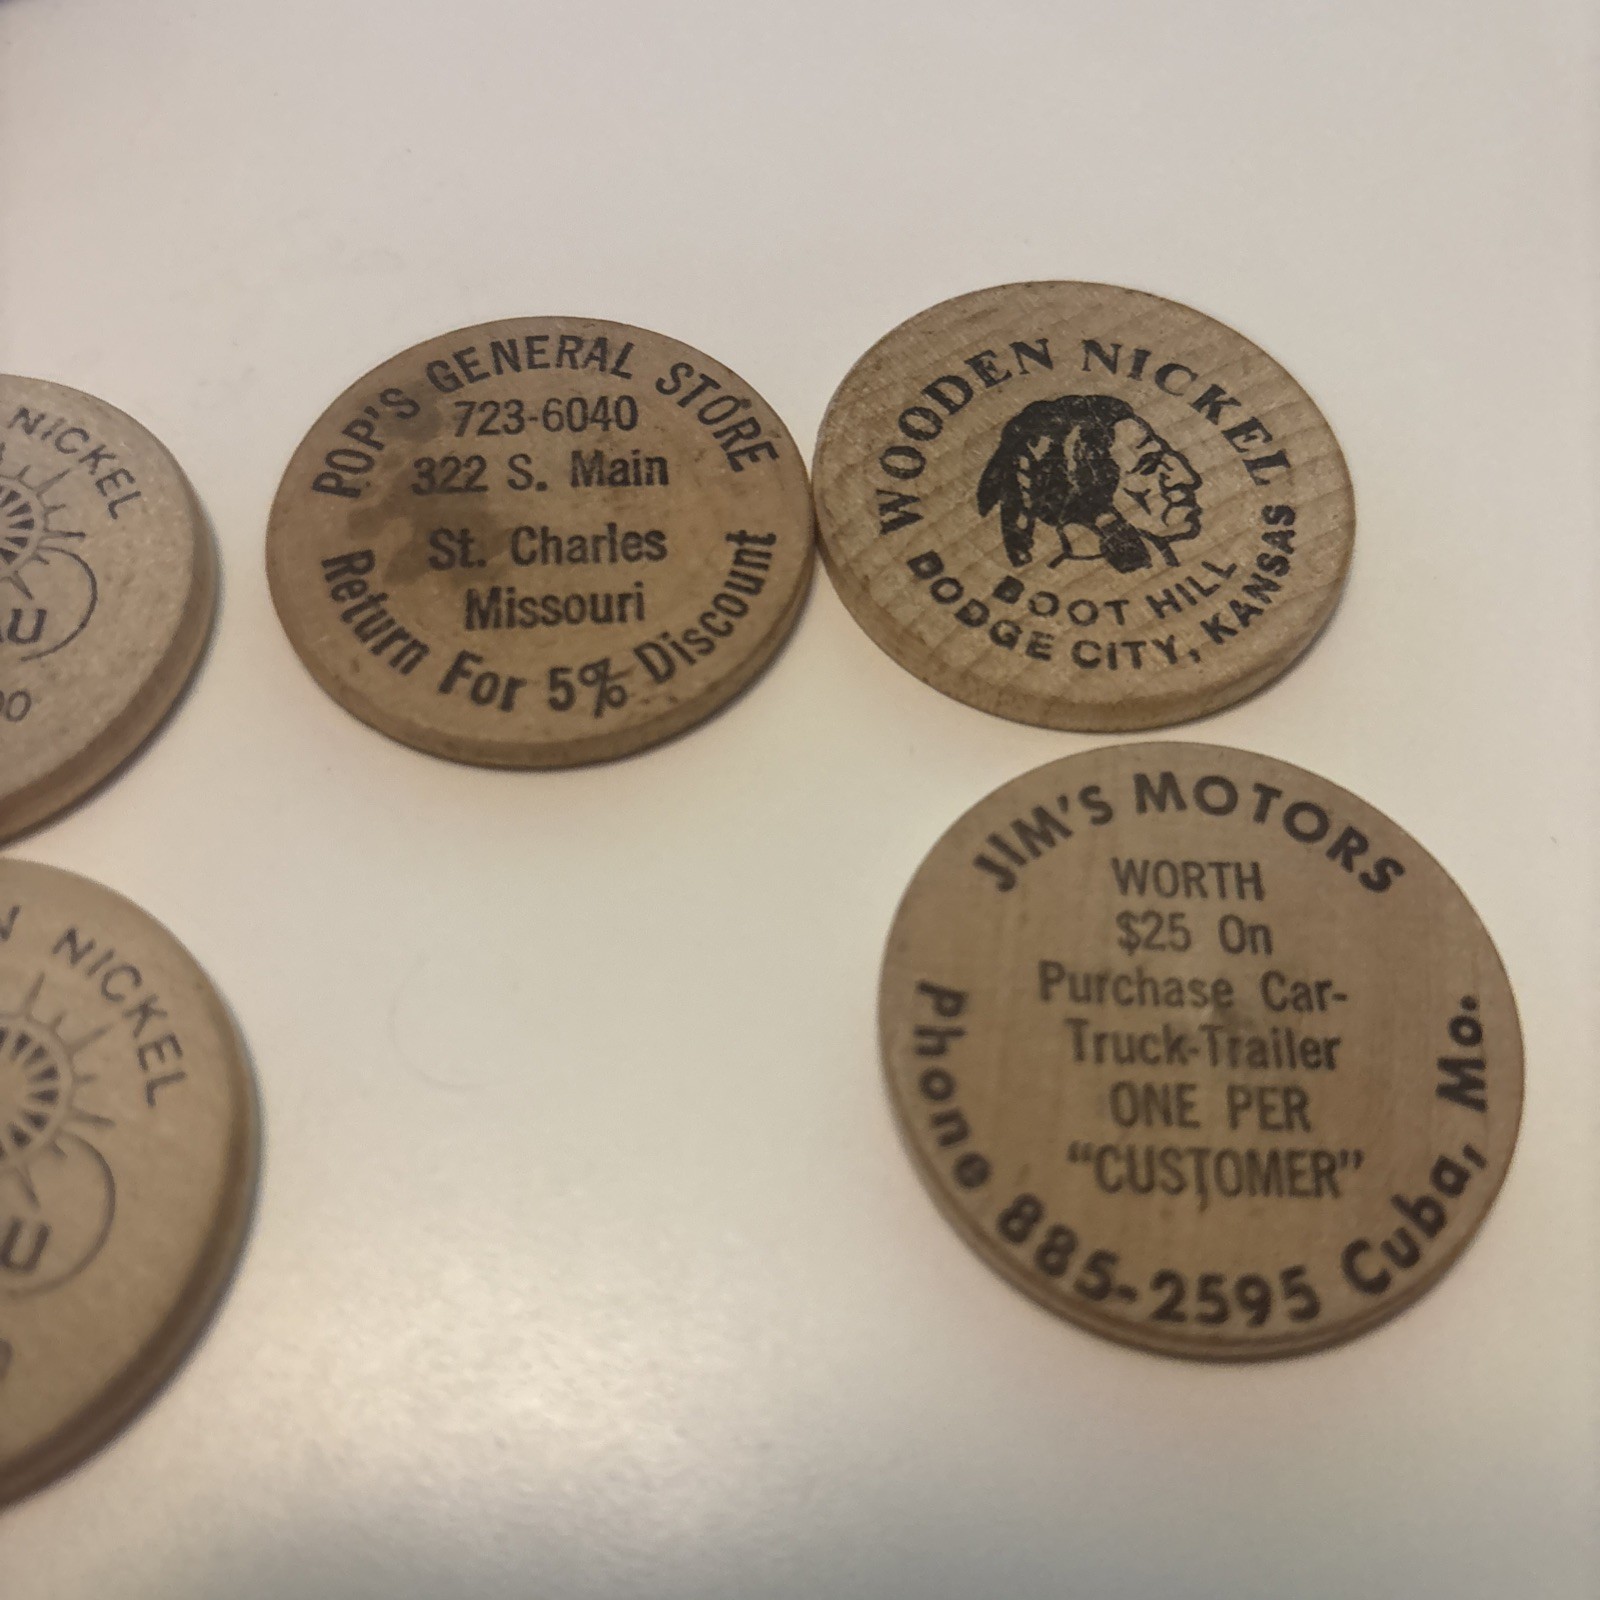 NICKEL
AU
00
NICKEL
U
POP'S GENERAL STORE
723-6040
322 S. Main
St. Charles
Missouri
Return For 5% Discount
WOODEN NICKEL
BOOT HILL
DODGE CITY, KANSAS
JIM'S MOTORS
WORTH
$25 On
Purchase Car-
Truck-Trailer
ONE PER
"CUSTOMER"
Phone 885-2595 Cuba, Mo.